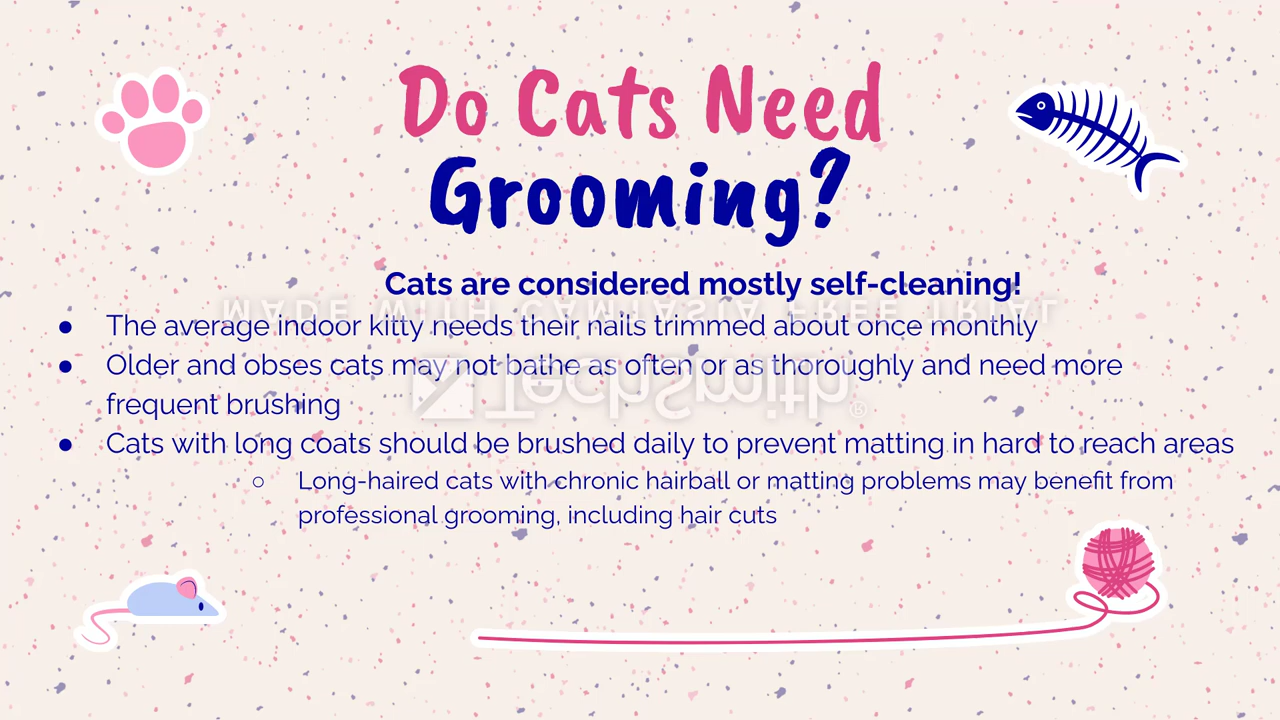 Do Cats Need
Grooming?
Cats are considered mostly self-cleaning!
MADE WITH CAMTASIA FREE TRIAL
● The average indoor kitty needs their nails trimmed about once monthly
● Older and obses cats may not bathe as often or as thoroughly and need more
frequent brushing
TechSmith®
● Cats with long coats should be brushed daily to prevent matting in hard to reach areas
○ Long-haired cats with chronic hairball or matting problems may benefit from
professional grooming, including hair cuts